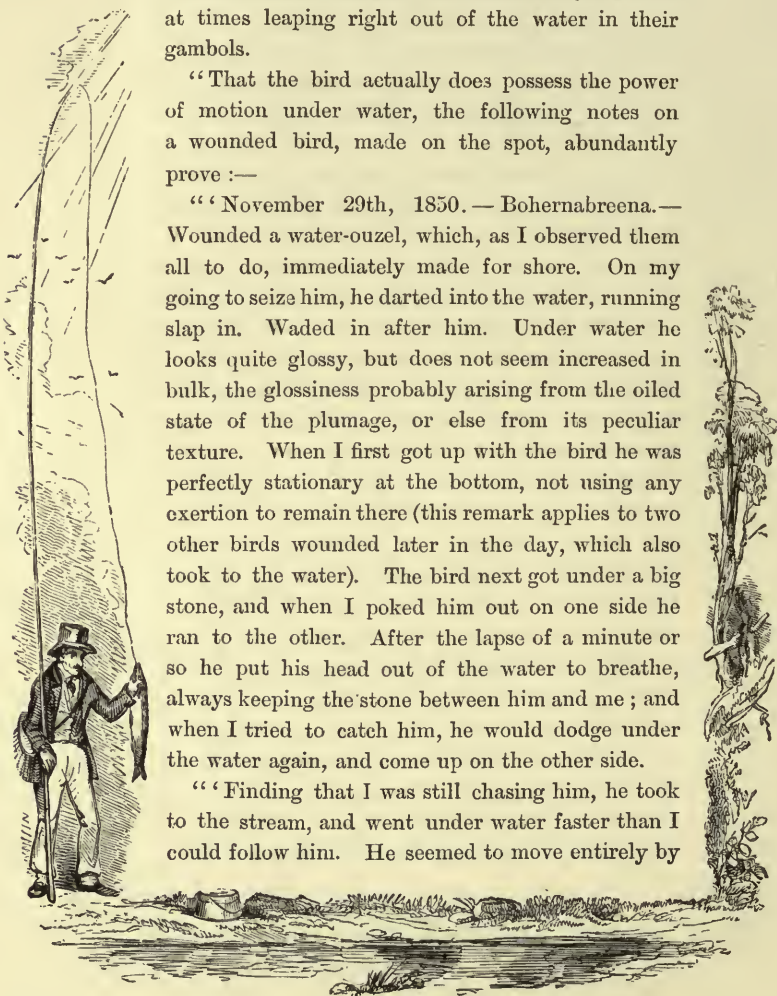 at times leaping right out of the water in their
gambols.
“That the bird actually does possess the power
of motion under water, the following notes on
a wounded bird, made on the spot, abundantly
prove :—
“‘November 29th, 1850. — Bohernabreena.—
Wounded a water-ouzel, which, as I observed them
all to do, immediately made for shore. On my
going to seize him, he darted into the water, running
slap in. Waded in after him. Under water he
looks quite glossy, but does not seem increased in
bulk, the glossiness probably arising from the oiled
state of the plumage, or else from its peculiar
texture. When I first got up with the bird he was
perfectly stationary at the bottom, not using any
exertion to remain there (this remark applies to two
other birds wounded later in the day, which also
took to the water). The bird next got under a big
stone, and when I poked him out on one side he
ran to the other. After the lapse of a minute or
so he put his head out of the water to breathe,
always keeping the stone between him and me ; and
when I tried to catch him, he would dodge under
the water again, and come up on the other side.
“‘Finding that I was still chasing him, he took
to the stream, and went under water faster than I
could follow him. He seemed to move entirely by